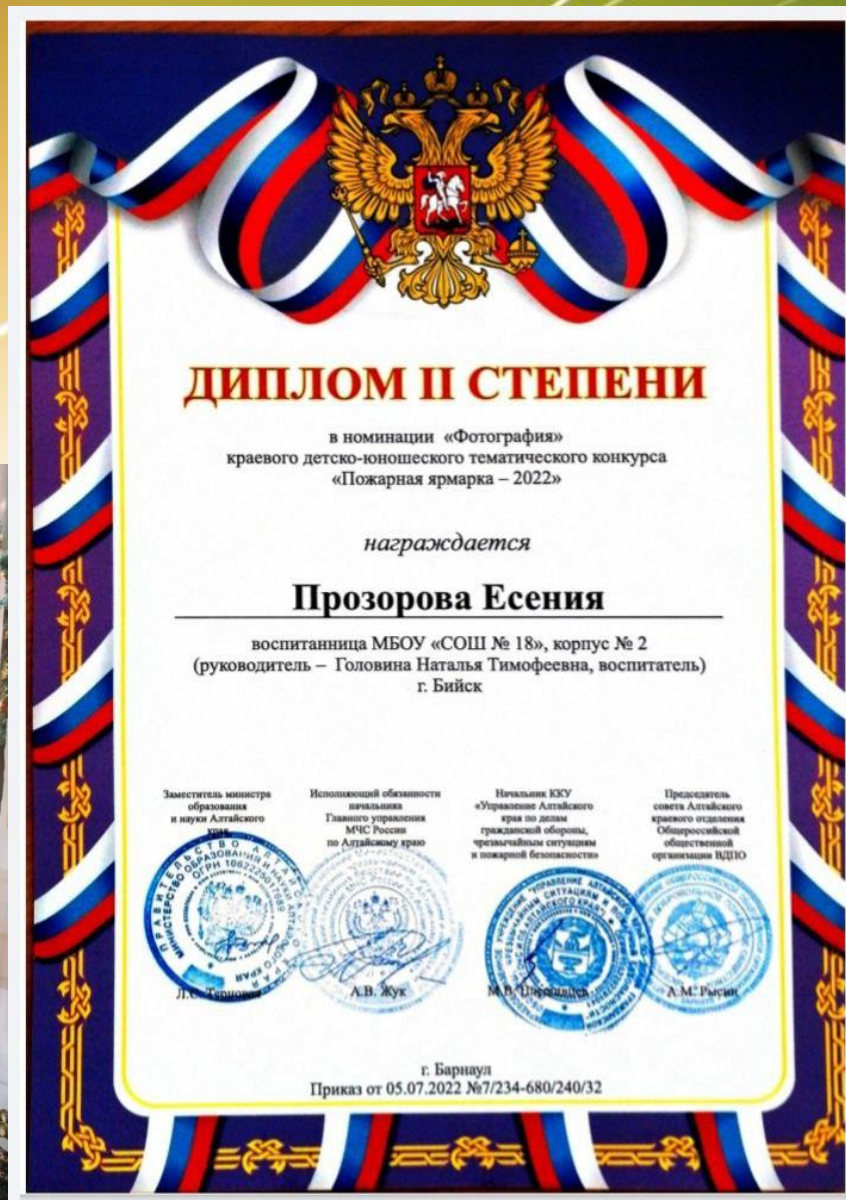 ДИПЛОМ II СТЕПЕНИ
в номинации «Фотография»
краевого детско-юношеского тематического конкурса
«Пожарная ярмарка – 2022»
награждается
Прозорова Есения
воспитанница МБОУ «СОШ № 18», корпус № 2
(руководитель – Головина Наталья Тимофеевна, воспитатель)
г. Бийск
Заместитель министра
образования
и науки Алтайского
края
Исполняющий обязанности
начальника
Главного управления
МЧС России
по Алтайскому краю
Начальник ККУ
«Управление Алтайского
края по делам
гражданской обороны,
чрезвычайным ситуациям
и пожарной безопасности»
Председатель
совета Алтайского
краевого отделения
Общероссийской
общественной
организации ВДПО
А.В. Жук
А.М. Рысин
г. Барнаул
Приказ от 05.07.2022 №7/234-680/240/32